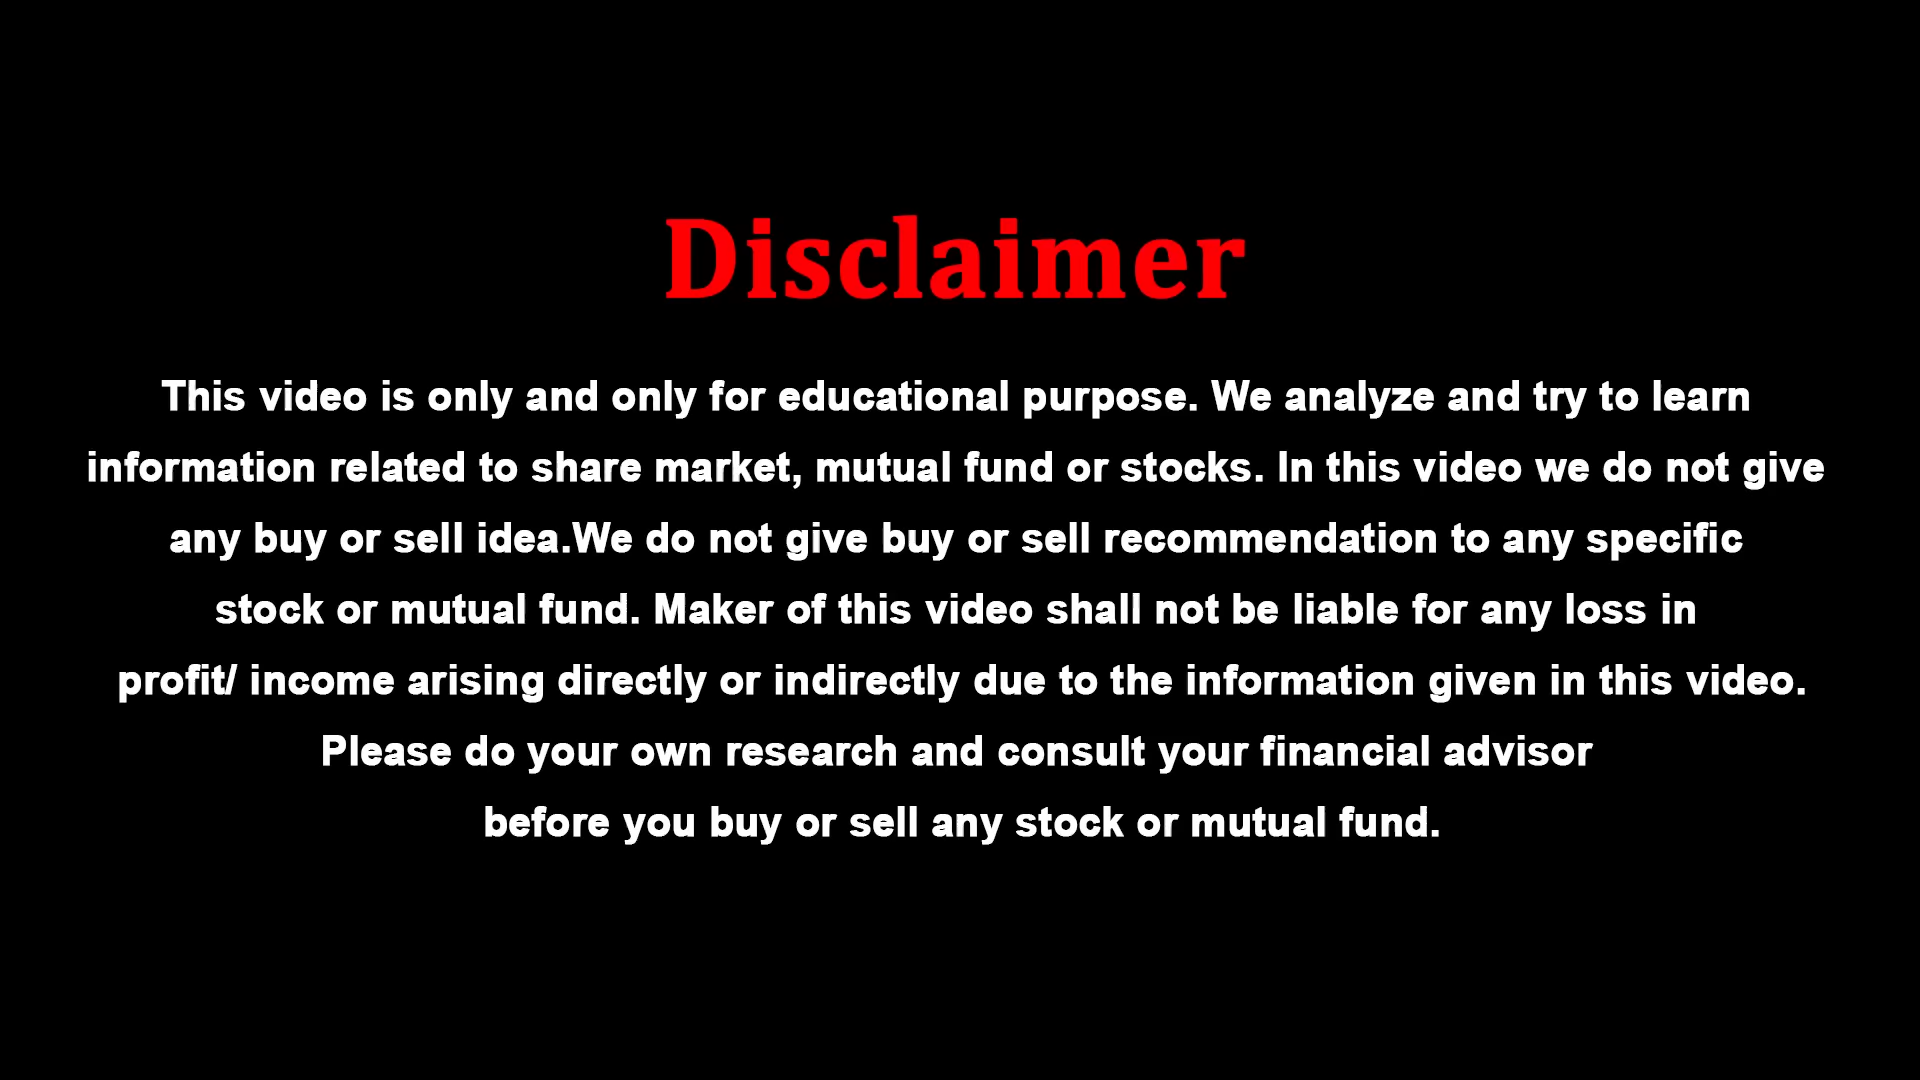 Disclaimer
This video is only and only for educational purpose. We analyze and try to learn
information related to share market, mutual fund or stocks. In this video we do not give
any buy or sell idea.We do not give buy or sell recommendation to any specific
stock or mutual fund. Maker of this video shall not be liable for any loss in
profit/ income arising directly or indirectly due to the information given in this video.
Please do your own research and consult your financial advisor
before you buy or sell any stock or mutual fund.